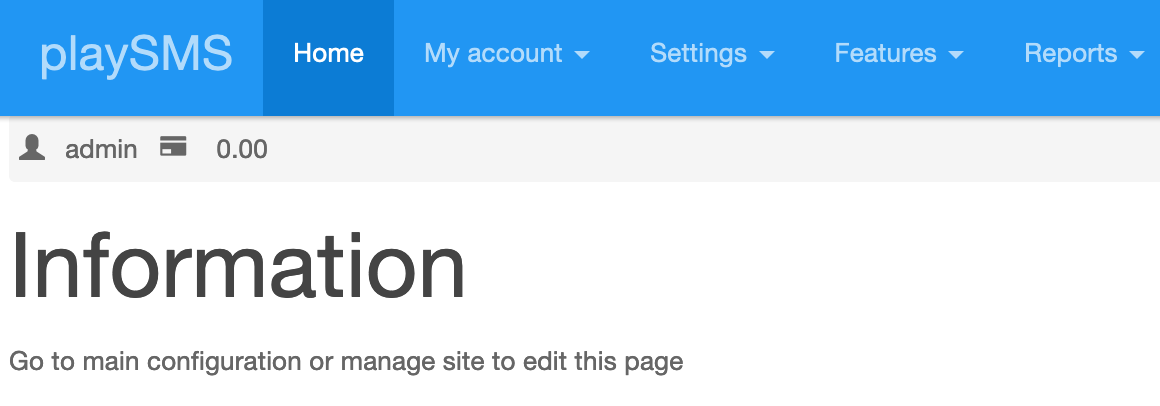 playSMS Home My account Settings Features Reports
admin 0.00
Information
Go to main configuration or manage site to edit this page